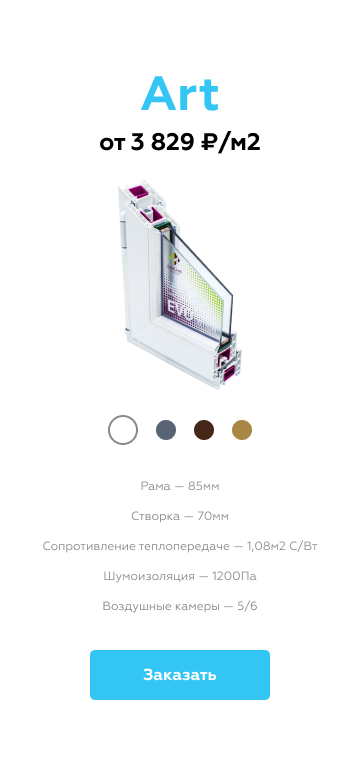 Art
от 3 829 ₽/м2
EVO
Рама — 85мм
Створка — 70мм
Сопротивление теплопередаче — 1,08м2 С/Вт
Шумоизоляция — 1200Па
Воздушные камеры — 5/6
Заказать